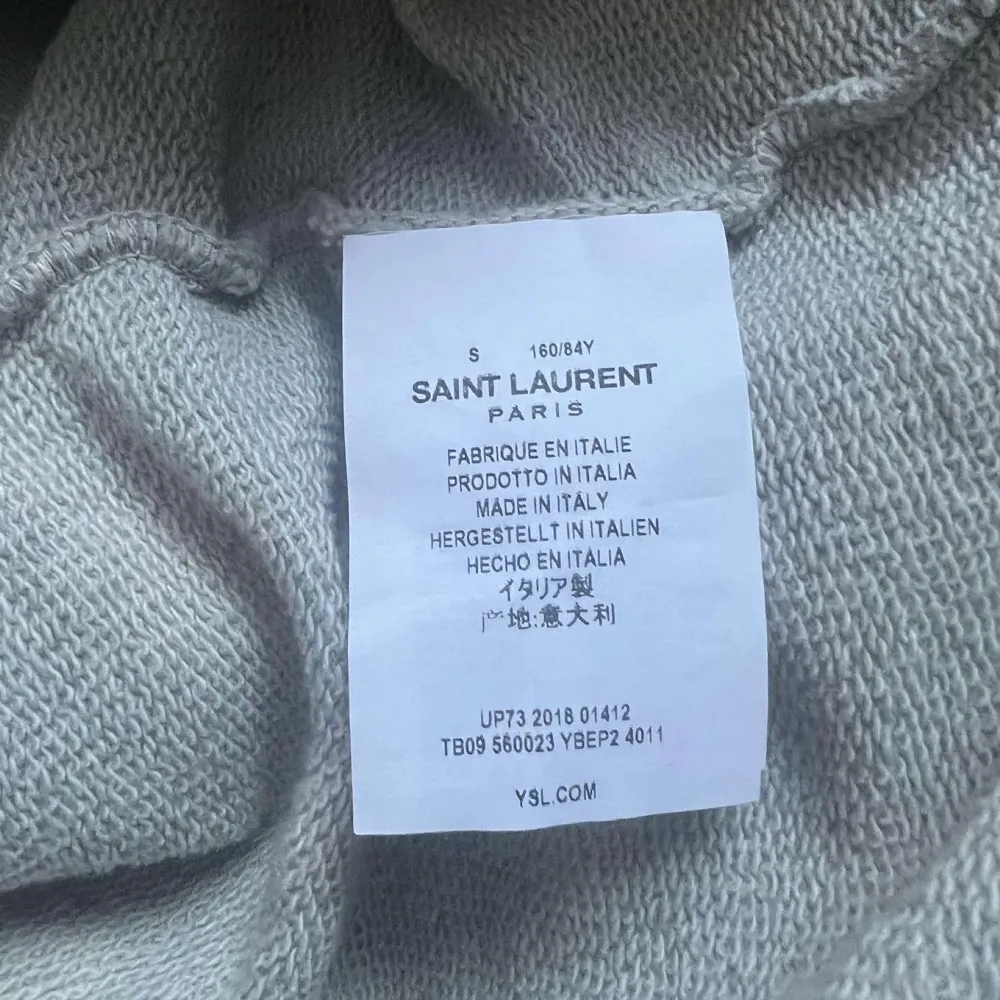 S 160/84Y
SAINT LAURENT
PARIS
FABRIQUE EN ITALIE
PRODOTTO IN ITALIA
MADE IN ITALY
HERGESTELLT IN ITALIEN
HECHO EN ITALIA
イタリア製
产地:意大利
UP73 2018 01412
TB09 560023 YBEP2 4011
YSL.COM